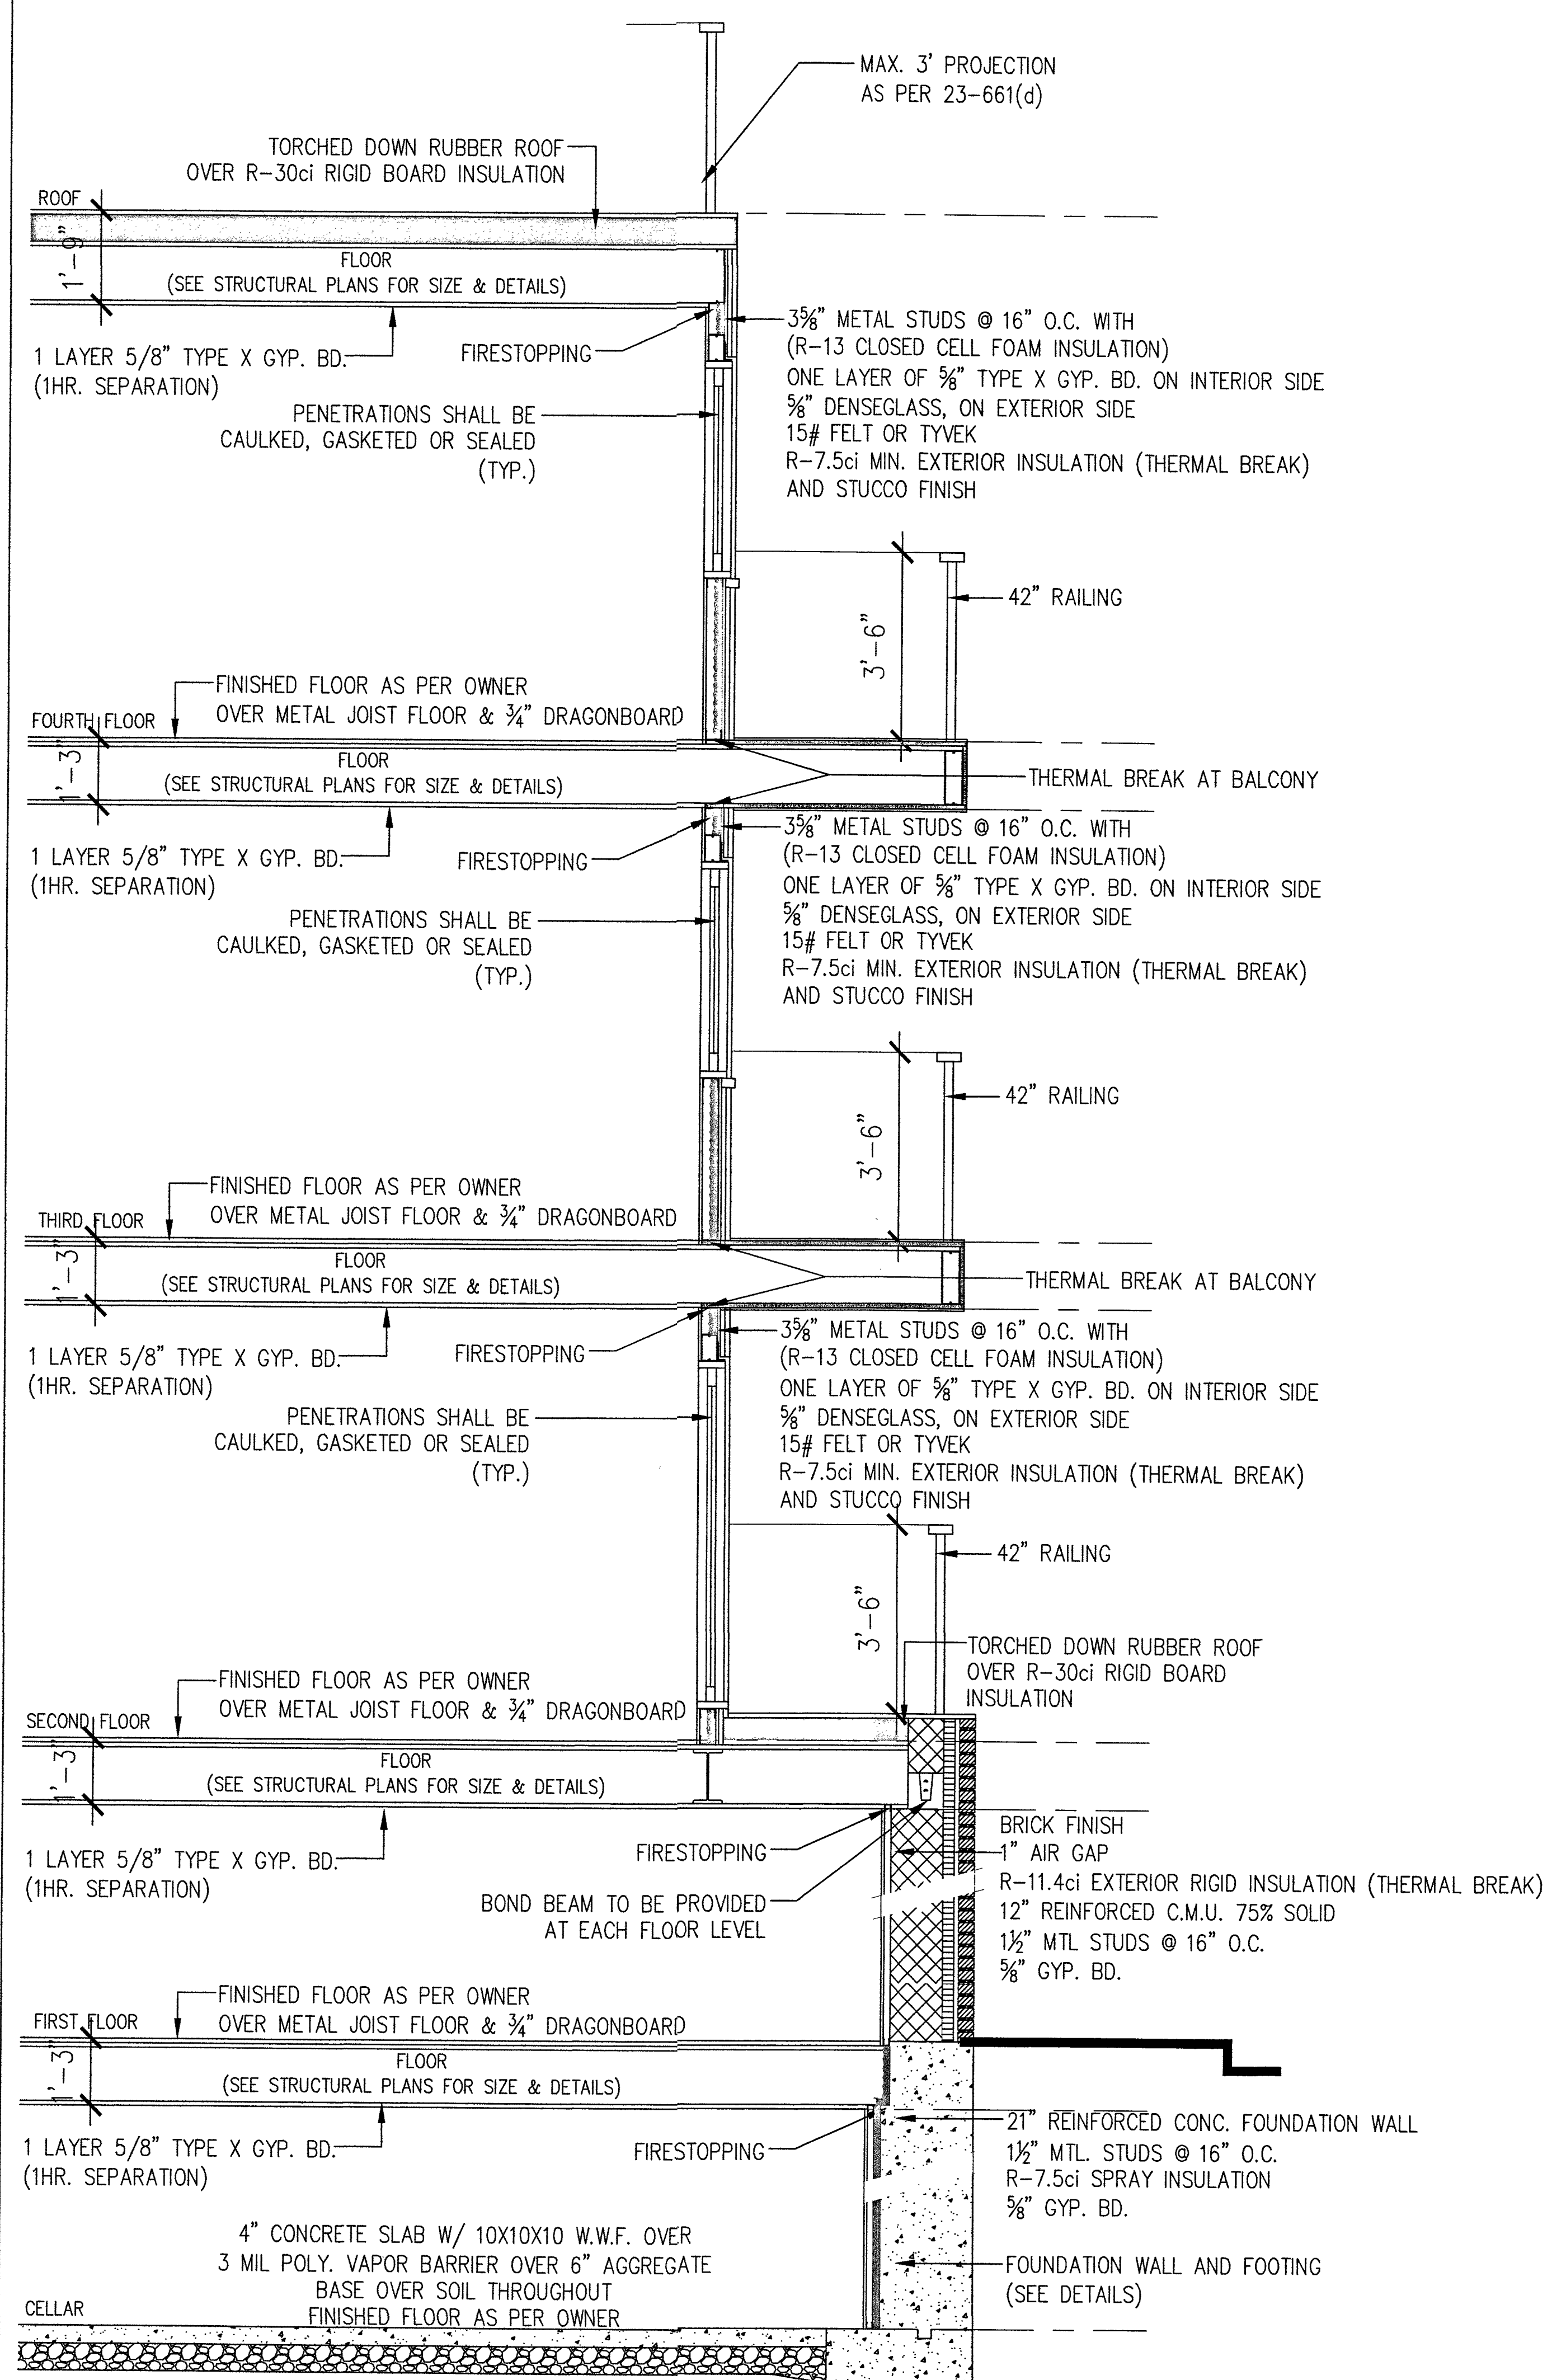 MAX. 3' PROJECTION
AS PER 23-661(d)
TORCHED DOWN RUBBER ROOF
OVER R-30ci RIGID BOARD INSULATION
ROOF
1'-9"
FLOOR
(SEE STRUCTURAL PLANS FOR SIZE & DETAILS)
1 LAYER 5/8" TYPE X GYP. BD.
(1HR. SEPARATION)
FIRESTOPPING
3⅝" METAL STUDS @ 16" O.C. WITH
(R-13 CLOSED CELL FOAM INSULATION)
ONE LAYER OF ⅝" TYPE X GYP. BD. ON INTERIOR SIDE
⅝" DENSEGLASS, ON EXTERIOR SIDE
15# FELT OR TYVEK
R-7.5ci MIN. EXTERIOR INSULATION (THERMAL BREAK)
AND STUCCO FINISH
PENETRATIONS SHALL BE
CAULKED, GASKETED OR SEALED
(TYP.)
42" RAILING
3'-6"
FINISHED FLOOR AS PER OWNER
OVER METAL JOIST FLOOR & ¾" DRAGONBOARD
FOURTH FLOOR
1'-3"
FLOOR
(SEE STRUCTURAL PLANS FOR SIZE & DETAILS)
THERMAL BREAK AT BALCONY
1 LAYER 5/8" TYPE X GYP. BD.
(1HR. SEPARATION)
FIRESTOPPING
3⅝" METAL STUDS @ 16" O.C. WITH
(R-13 CLOSED CELL FOAM INSULATION)
ONE LAYER OF ⅝" TYPE X GYP. BD. ON INTERIOR SIDE
⅝" DENSEGLASS, ON EXTERIOR SIDE
15# FELT OR TYVEK
R-7.5ci MIN. EXTERIOR INSULATION (THERMAL BREAK)
AND STUCCO FINISH
PENETRATIONS SHALL BE
CAULKED, GASKETED OR SEALED
(TYP.)
42" RAILING
3'-6"
FINISHED FLOOR AS PER OWNER
OVER METAL JOIST FLOOR & ¾" DRAGONBOARD
THIRD FLOOR
1'-3"
FLOOR
(SEE STRUCTURAL PLANS FOR SIZE & DETAILS)
THERMAL BREAK AT BALCONY
1 LAYER 5/8" TYPE X GYP. BD.
(1HR. SEPARATION)
FIRESTOPPING
3⅝" METAL STUDS @ 16" O.C. WITH
(R-13 CLOSED CELL FOAM INSULATION)
ONE LAYER OF ⅝" TYPE X GYP. BD. ON INTERIOR SIDE
⅝" DENSEGLASS, ON EXTERIOR SIDE
15# FELT OR TYVEK
R-7.5ci MIN. EXTERIOR INSULATION (THERMAL BREAK)
AND STUCCO FINISH
PENETRATIONS SHALL BE
CAULKED, GASKETED OR SEALED
(TYP.)
42" RAILING
3'-6"
TORCHED DOWN RUBBER ROOF
OVER R-30ci RIGID BOARD
INSULATION
FINISHED FLOOR AS PER OWNER
OVER METAL JOIST FLOOR & ¾" DRAGONBOARD
SECOND FLOOR
1'-3"
FLOOR
(SEE STRUCTURAL PLANS FOR SIZE & DETAILS)
1 LAYER 5/8" TYPE X GYP. BD.
(1HR. SEPARATION)
FIRESTOPPING
BOND BEAM TO BE PROVIDED
AT EACH FLOOR LEVEL
BRICK FINISH
1" AIR GAP
R-11.4ci EXTERIOR RIGID INSULATION (THERMAL BREAK)
12" REINFORCED C.M.U. 75% SOLID
1½" MTL STUDS @ 16" O.C.
⅝" GYP. BD.
FINISHED FLOOR AS PER OWNER
OVER METAL JOIST FLOOR & ¾" DRAGONBOARD
FIRST FLOOR
1'-3"
FLOOR
(SEE STRUCTURAL PLANS FOR SIZE & DETAILS)
1 LAYER 5/8" TYPE X GYP. BD.
(1HR. SEPARATION)
FIRESTOPPING
21" REINFORCED CONC. FOUNDATION WALL
1½" MTL. STUDS @ 16" O.C.
R-7.5ci SPRAY INSULATION
⅝" GYP. BD.
4" CONCRETE SLAB W/ 10X10X10 W.W.F. OVER
3 MIL POLY. VAPOR BARRIER OVER 6" AGGREGATE
BASE OVER SOIL THROUGHOUT
FINISHED FLOOR AS PER OWNER
FOUNDATION WALL AND FOOTING
(SEE DETAILS)
CELLAR